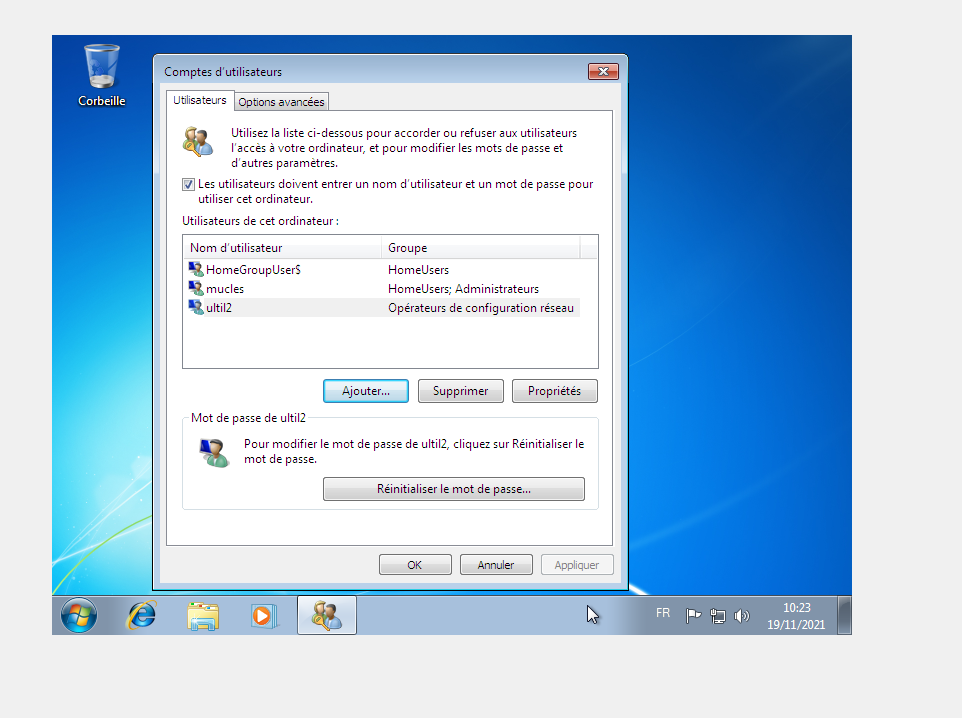 Corbeille
Comptes d'utilisateurs
Utilisateurs
Options avancées
Utilisez la liste ci-dessous pour accorder ou refuser aux utilisateurs
l'accès à votre ordinateur, et pour modifier les mots de passe et
d'autres paramètres.
Les utilisateurs doivent entrer un nom d'utilisateur et un mot de passe pour
utiliser cet ordinateur.
Utilisateurs de cet ordinateur :
Nom d'utilisateur Groupe
HomeGroupUser$ HomeUsers
mucles HomeUsers; Administrateurs
ultil2 Opérateurs de configuration réseau
Ajouter... Supprimer Propriétés
Mot de passe de ultil2
Pour modifier le mot de passe de ultil2, cliquez sur Réinitialiser le
mot de passe.
Réinitialiser le mot de passe...
OK Annuler Appliquer
FR
10:23
19/11/2021